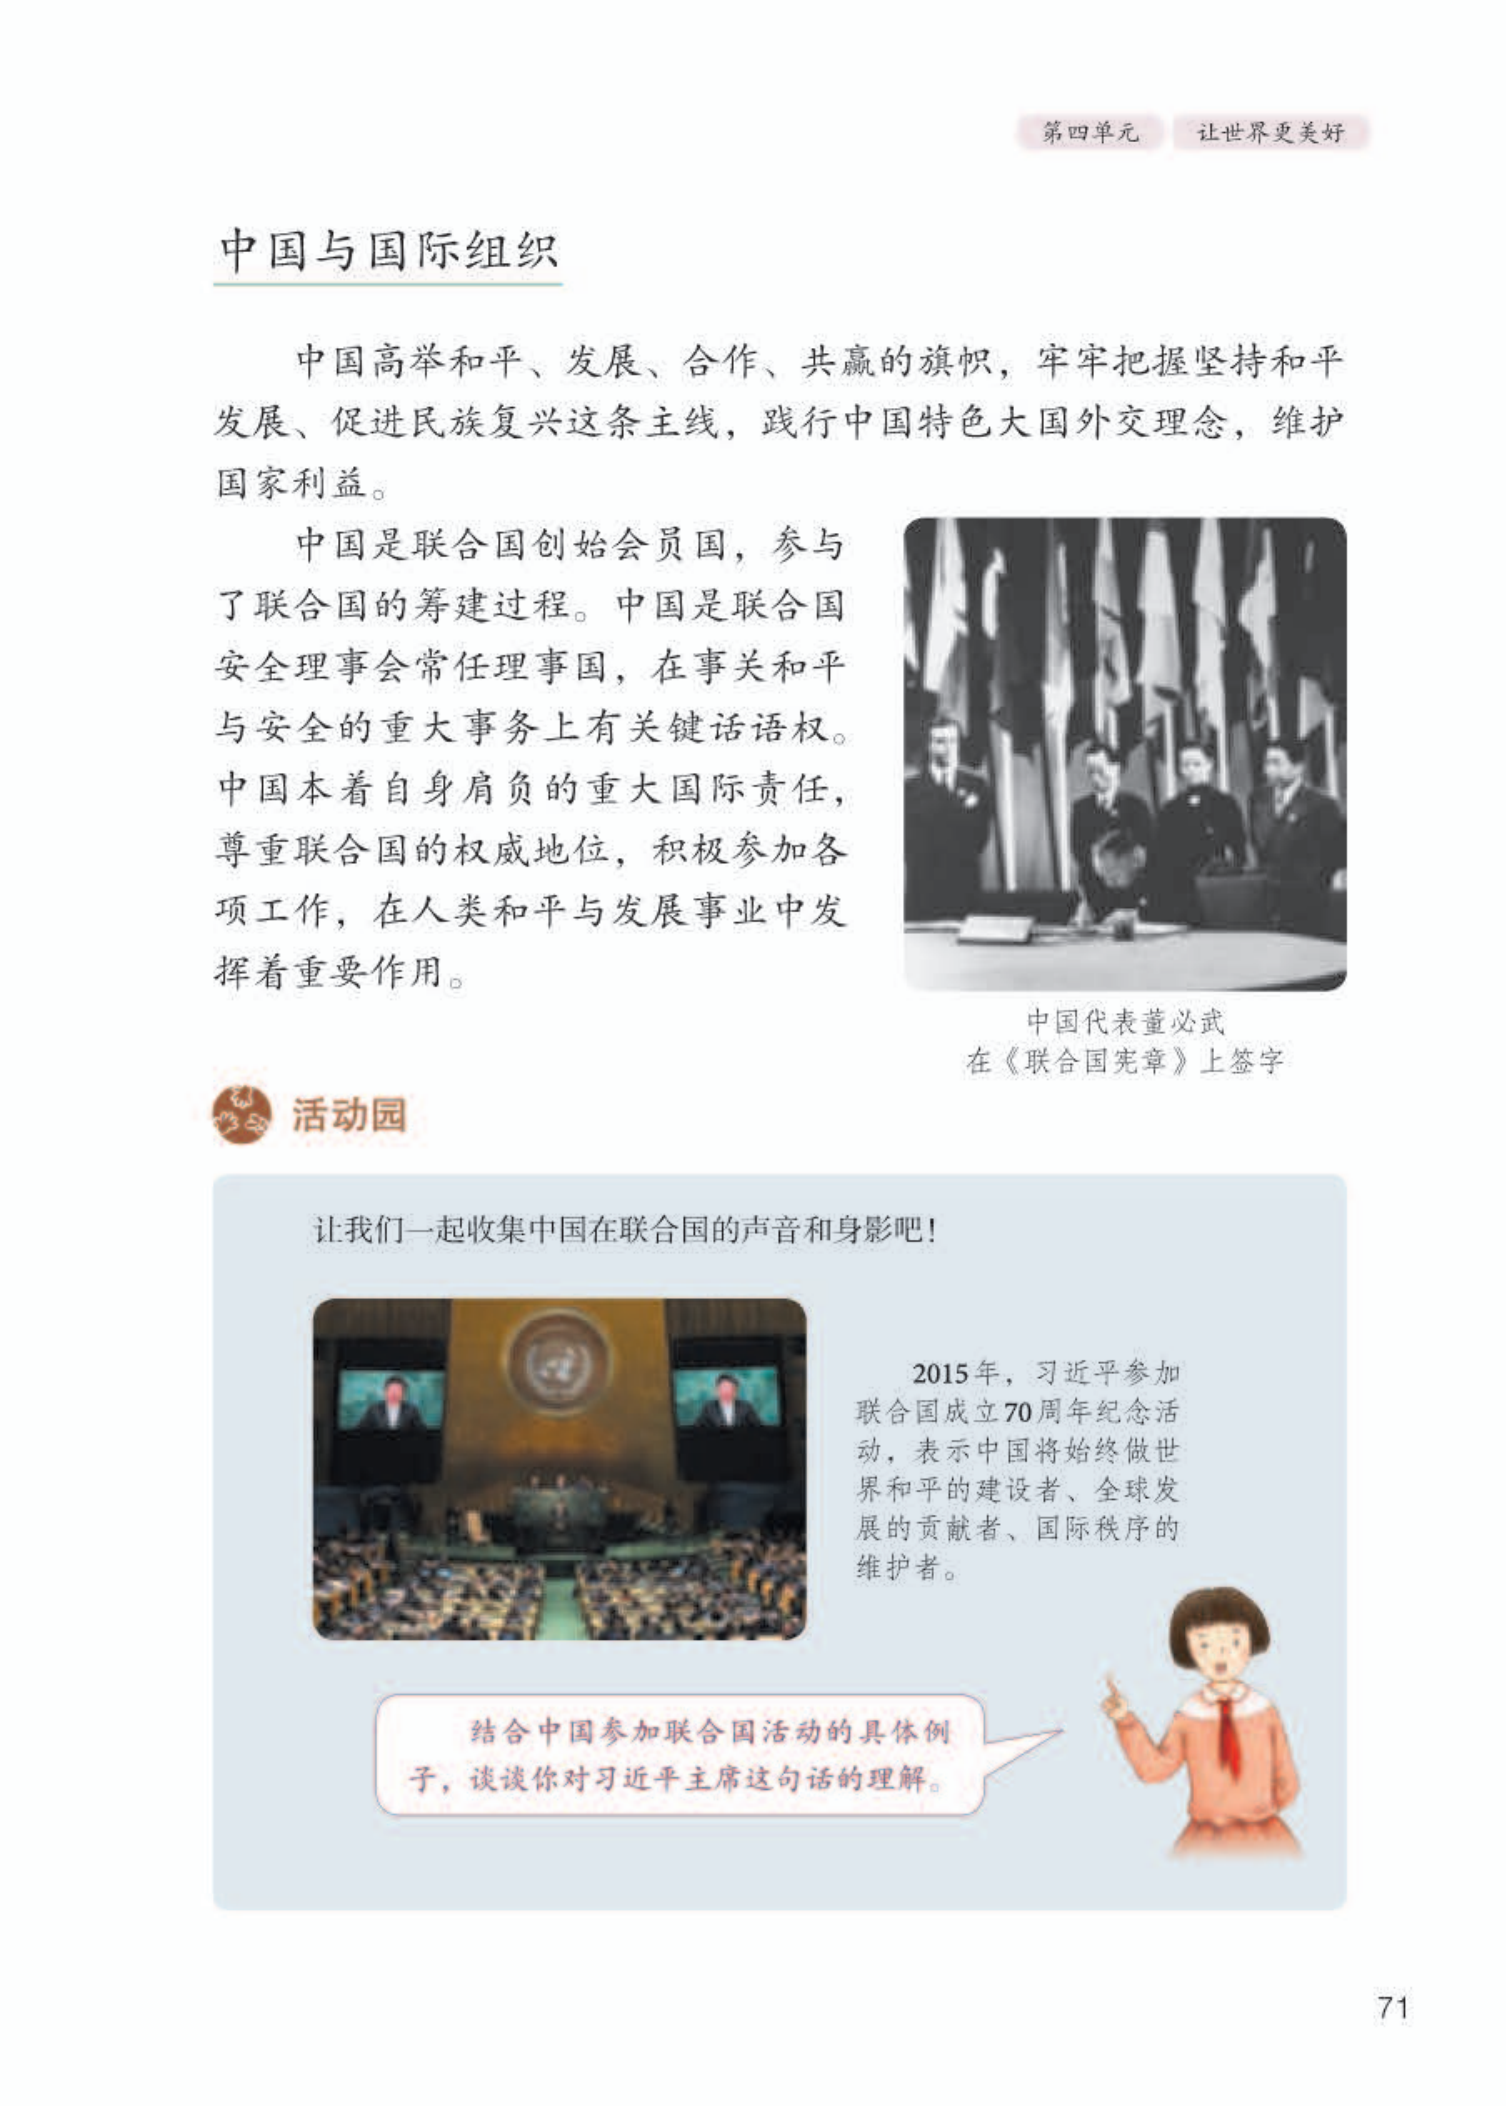 第四单元 让世界更美好
中国与国际组织
中国高举和平、发展、合作、共赢的旗帜，牢牢把握坚持和平
发展、促进民族复兴这条主线，践行中国特色大国外交理念，维护
国家利益。
中国是联合国创始会员国，参与
了联合国的筹建过程。中国是联合国
安全理事会常任理事国，在事关和平
与安全的重大事务上有关键话语权。
中国本着自身肩负的重大国际责任，
尊重联合国的权威地位，积极参加各
项工作，在人类和平与发展事业中发
挥着重要作用。
中国代表董必武
在《联合国宪章》上签字
活动园
让我们一起收集中国在联合国的声音和身影吧！
2015年，习近平参加
联合国成立70周年纪念活
动，表示中国将始终做世
界和平的建设者、全球发
展的贡献者、国际秩序的
维护者。
结合中国参加联合国活动的具体例
子，谈谈你对习近平主席这句话的理解。
71